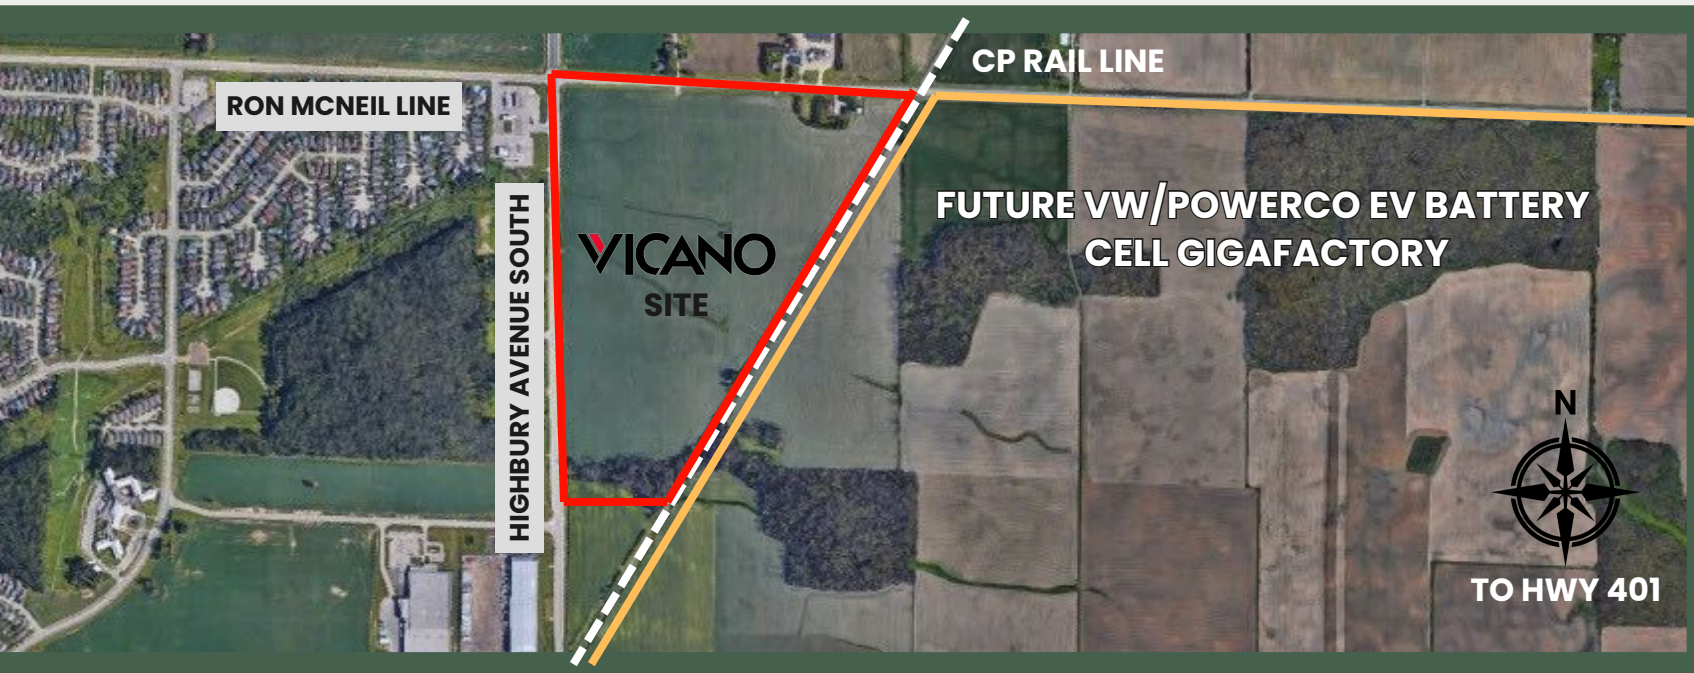 CP RAIL LINE
RON MCNEIL LINE
HIGHBURY AVENUE SOUTH
VICANO
SITE
FUTURE VW/POWERCO EV BATTERY
CELL GIGAFACTORY
N
TO HWY 401